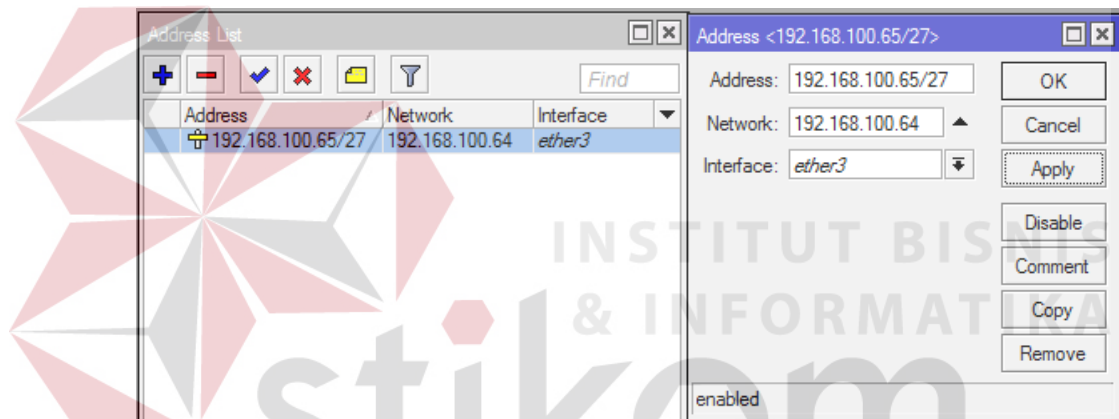 Address List
Find
Address Network Interface
192.168.100.65/27 192.168.100.64 ether3
Address <192.168.100.65/27>
Address: 192.168.100.65/27
Network: 192.168.100.64
Interface: ether3
OK
Cancel
Apply
Disable
Comment
Copy
Remove
enabled
INSTITUT BISNIS
& INFORMATIKA
stikom